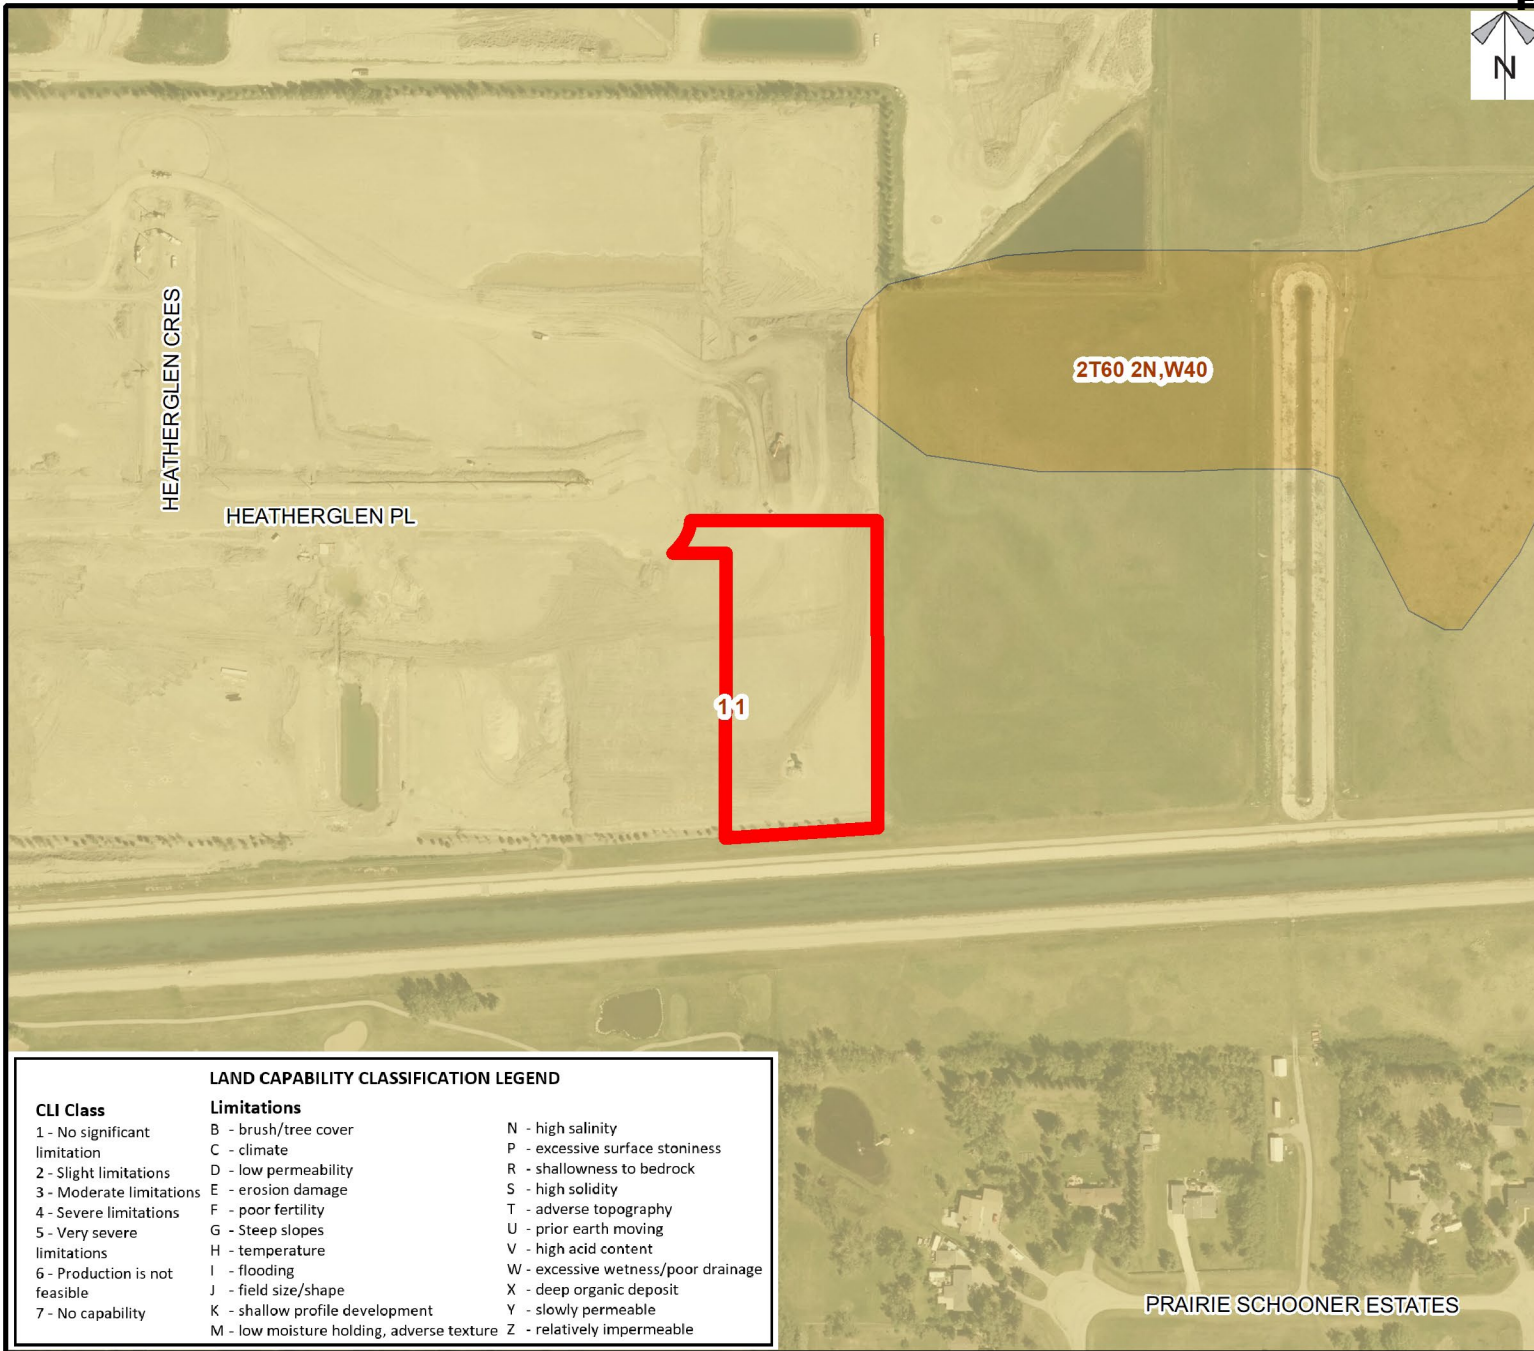 N
HEATHERGLEN CRES
2T60 2N,W40
HEATHERGLEN PL
1 1
LAND CAPABILITY CLASSIFICATION LEGEND
CLI Class
1 - No significant
limitation
2 - Slight limitations
3 - Moderate limitations
4 - Severe limitations
5 - Very severe
limitations
6 - Production is not
feasible
7 - No capability
Limitations
B - brush/tree cover
C - climate
D - low permeability
E - erosion damage
F - poor fertility
G - Steep slopes
H - temperature
I - flooding
J - field size/shape
K - shallow profile development
M - low moisture holding, adverse texture
N - high salinity
P - excessive surface stoniness
R - shallowness to bedrock
S - high solidity
T - adverse topography
U - prior earth moving
V - high acid content
W - excessive wetness/poor drainage
X - deep organic deposit
Y - slowly permeable
Z - relatively impermeable
PRAIRIE SCHOONER ESTATES